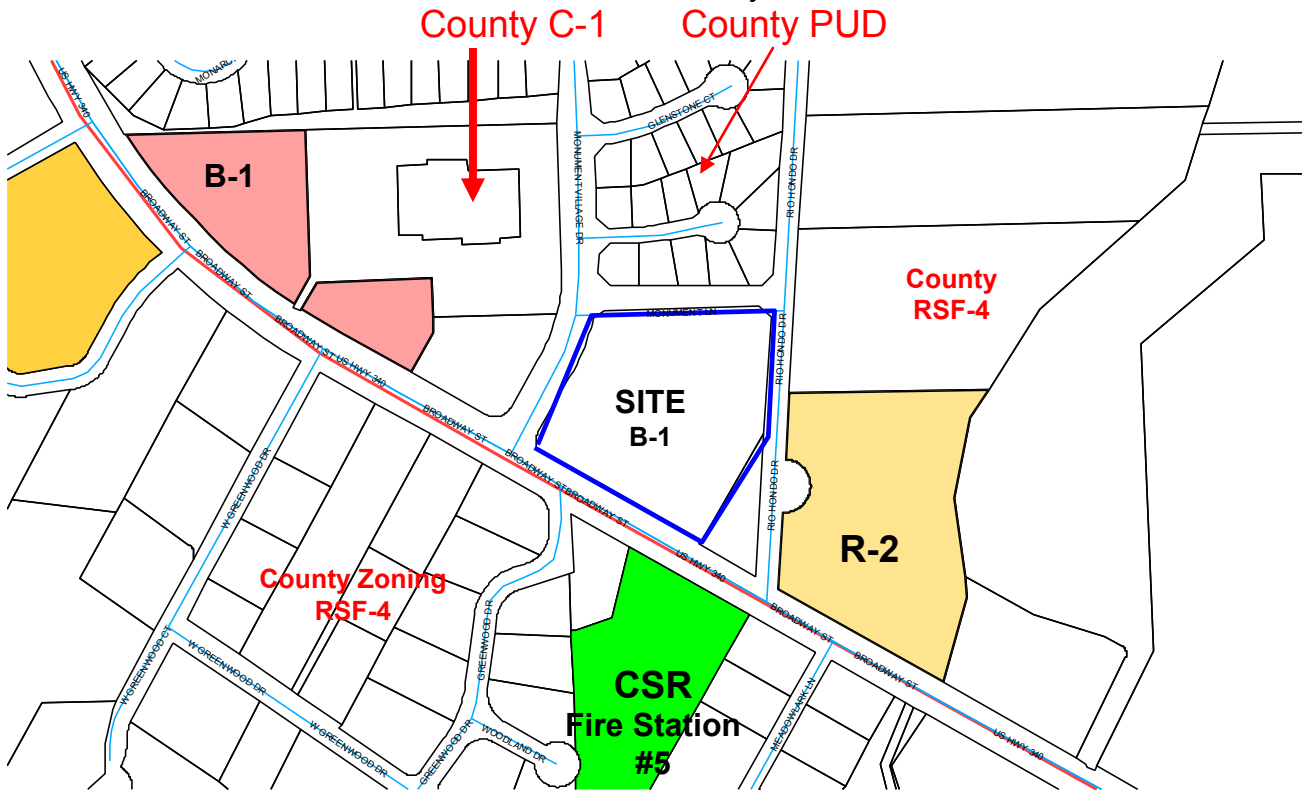 County C-1
County PUD
US HWY 340
GLENSTONE CT
MONUMENT VILLAGE DR
RIO HONDO DR
B-1
BROADWAY ST
BROADWAY ST
County
RSF-4
MONUMENT LN
RIO HONDO DR
BROADWAY ST US HWY 340
SITE
B-1
BROADWAY ST
BROADWAY ST BROADWAY ST
W GREENWOOD DR
RIO HONDO DR
R-2
US HWY 340
County Zoning
RSF-4
BROADWAY ST
GREENWOOD DR
W GREENWOOD CT
W GREENWOOD DR
BROADWAY ST
CSR
Fire Station
#5
MEADOWLARK LN
W GREENWOOD DR
GREENWOOD DR
WOODLAND DR
US HWY 340